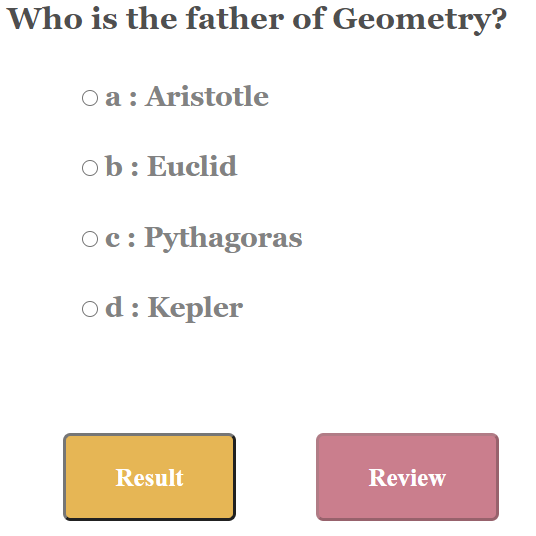 Who is the father of Geometry?
a : Aristotle
b : Euclid
c : Pythagoras
d : Kepler
Result
Review